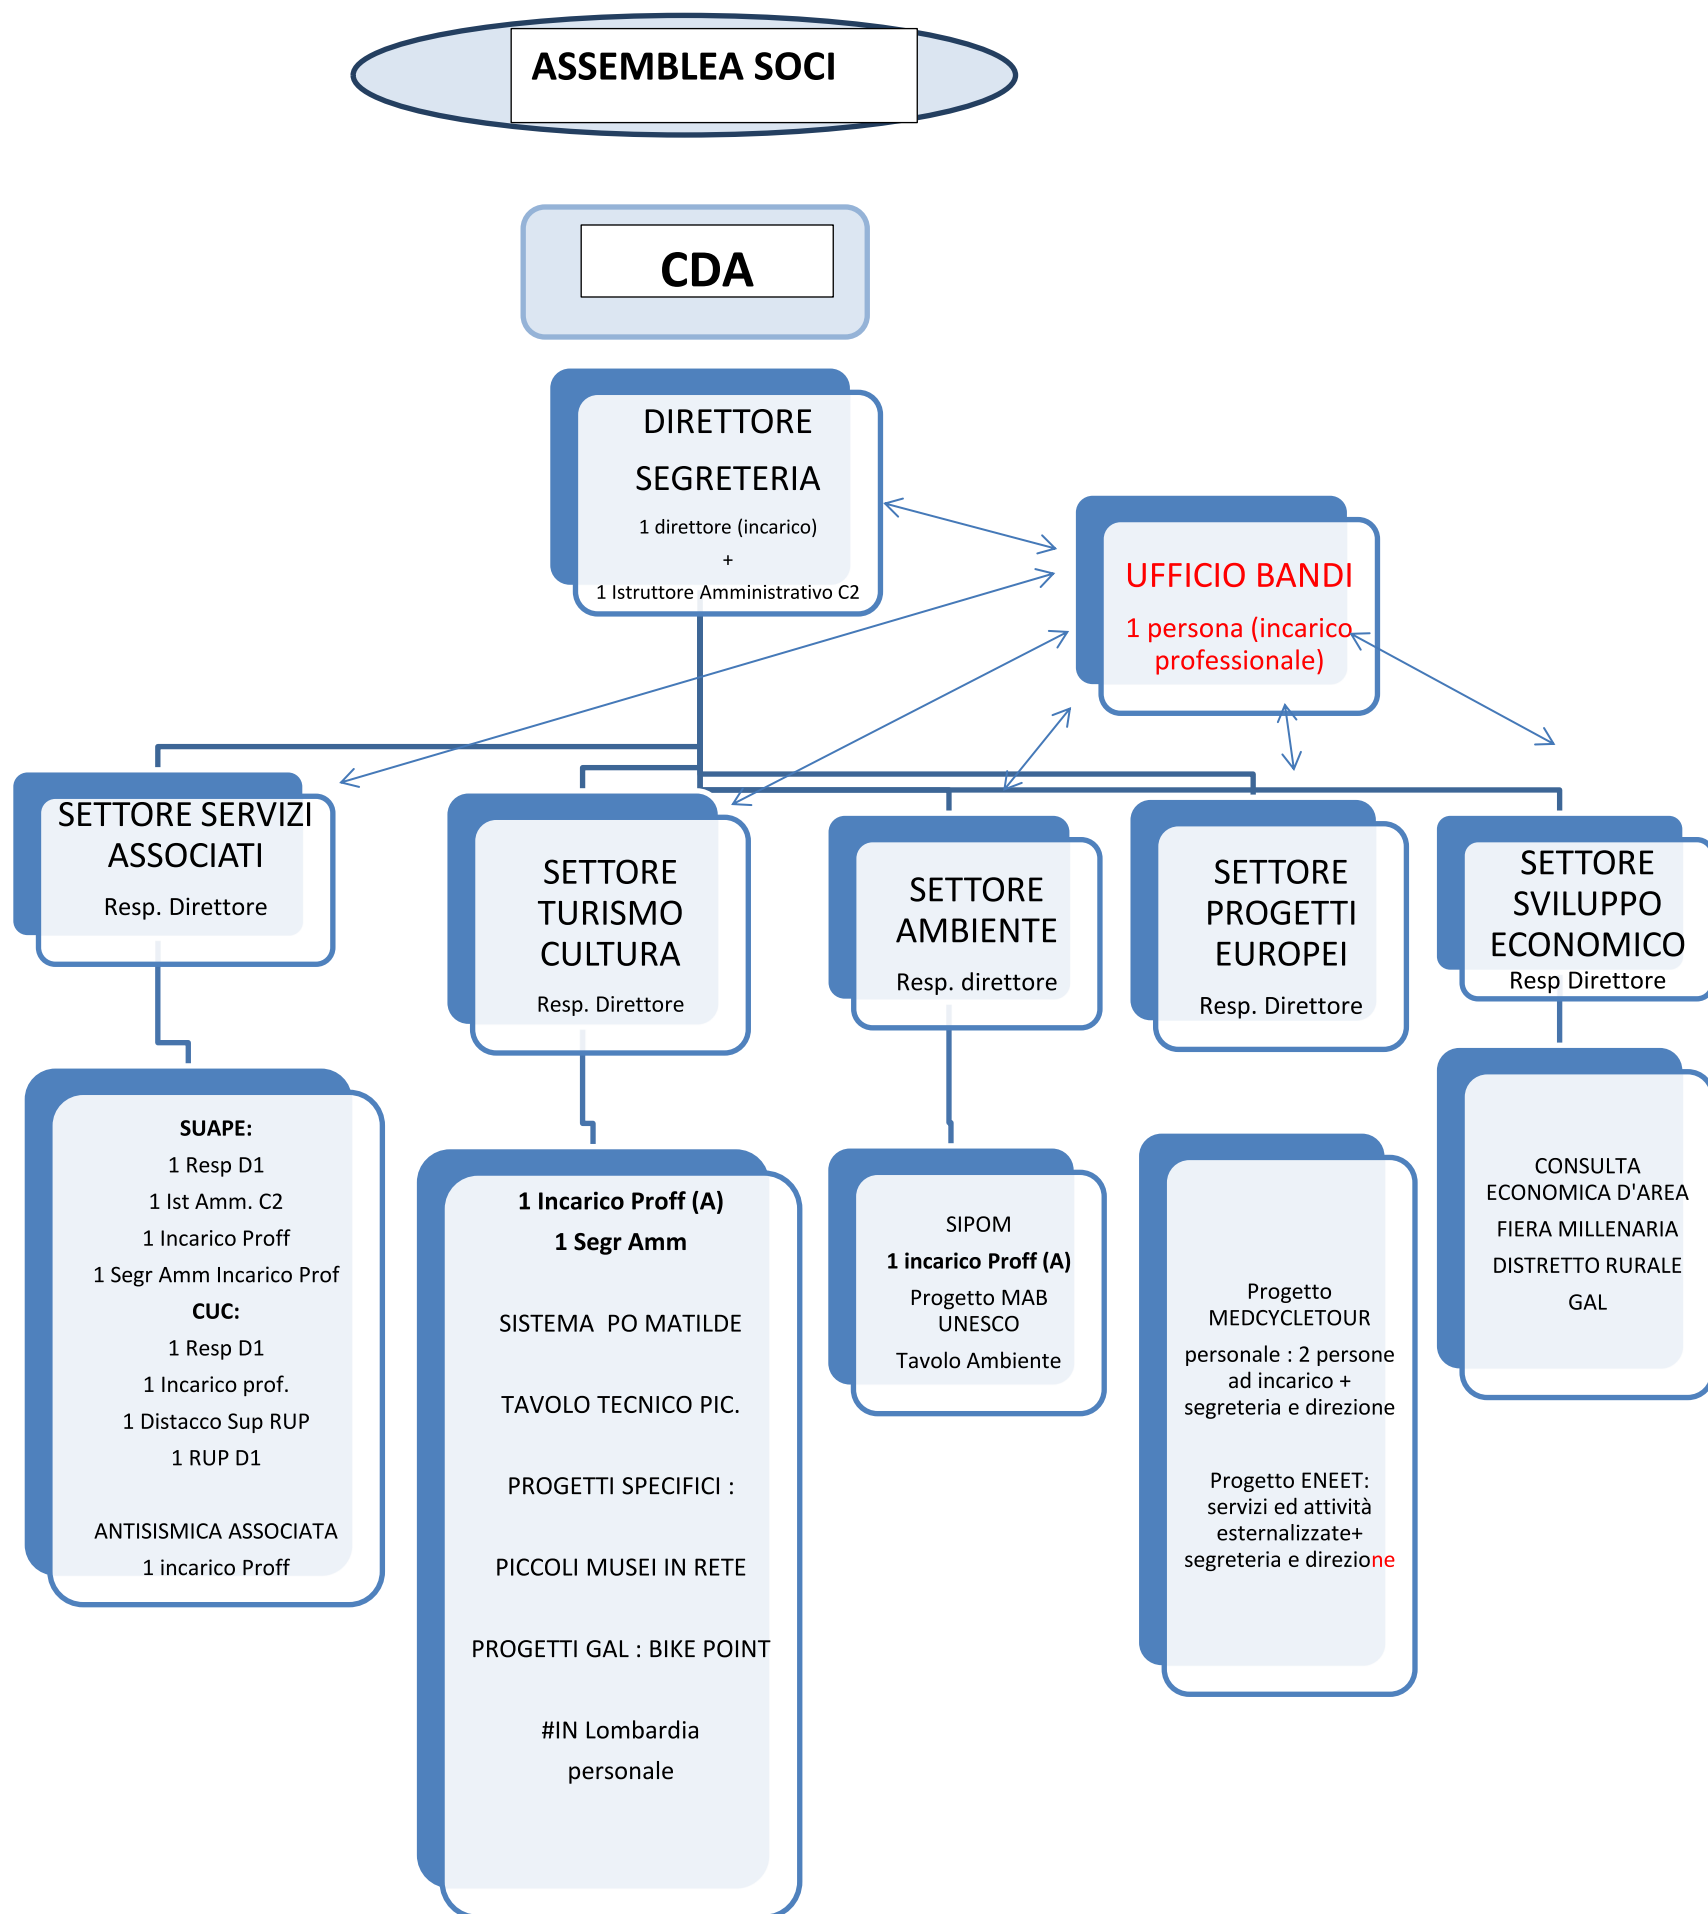 ASSEMBLEA SOCI
CDA
DIRETTORE
SEGRETERIA
1 direttore (incarico)
+
1 Istruttore Amministrativo C2
UFFICIO BANDI
1 persona (incarico
professionale)
SETTORE SERVIZI
ASSOCIATI
Resp. Direttore
SETTORE
TURISMO
CULTURA
Resp. Direttore
SETTORE
AMBIENTE
Resp. direttore
SETTORE
PROGETTI
EUROPEI
Resp. Direttore
SETTORE
SVILUPPO
ECONOMICO
Resp Direttore
SUAPE:
1 Resp D1
1 Ist Amm. C2
1 Incarico Proff
1 Segr Amm Incarico Prof
CUC:
1 Resp D1
1 Incarico prof.
1 Distacco Sup RUP
1 RUP D1
ANTISISMICA ASSOCIATA
1 incarico Proff
1 Incarico Proff (A)
1 Segr Amm
SISTEMA  PO MATILDE
TAVOLO TECNICO PIC.
PROGETTI SPECIFICI :
PICCOLI MUSEI IN RETE
PROGETTI GAL : BIKE POINT
#IN Lombardia
personale
SIPOM
1 incarico Proff (A)
Progetto MAB
UNESCO
Tavolo Ambiente
Progetto
MEDCYCLETOUR
personale : 2 persone
ad incarico +
segreteria e direzione
Progetto ENEET:
servizi ed attività
esternalizzate+
segreteria e direzione
CONSULTA
ECONOMICA D'AREA
FIERA MILLENARIA
DISTRETTO RURALE
GAL